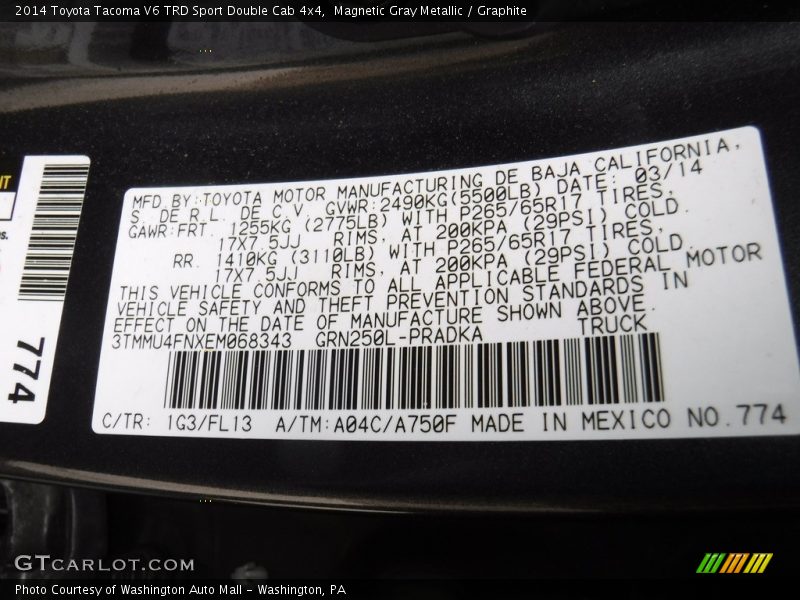 2014 Toyota Tacoma V6 TRD Sport Double Cab 4x4, Magnetic Gray Metallic / Graphite
MFD BY:TOYOTA MOTOR MANUFACTURING DE BAJA CALIFORNIA,
S. DE R.L. DE C.V. GVWR:2490KG(5500LB) DATE: 03/14
GAWR:FRT. 1255KG (2775LB) WITH P265/65R17 TIRES,
17X7.5JJ RIMS, AT 200KPA (29PSI) COLD.
RR. 1410KG (3110LB) WITH P265/65R17 TIRES,
17X7.5JJ RIMS, AT 200KPA (29PSI) COLD.
THIS VEHICLE CONFORMS TO ALL APPLICABLE FEDERAL MOTOR
VEHICLE SAFETY AND THEFT PREVENTION STANDARDS IN
EFFECT ON THE DATE OF MANUFACTURE SHOWN ABOVE.
3TMMU4FNXEM068343 GRN250L-PRADKA TRUCK
C/TR: 1G3/FL13 A/TM:A04C/A750F MADE IN MEXICO NO.774
774
GTCARLOT.COM
Photo Courtesy of Washington Auto Mall - Washington, PA